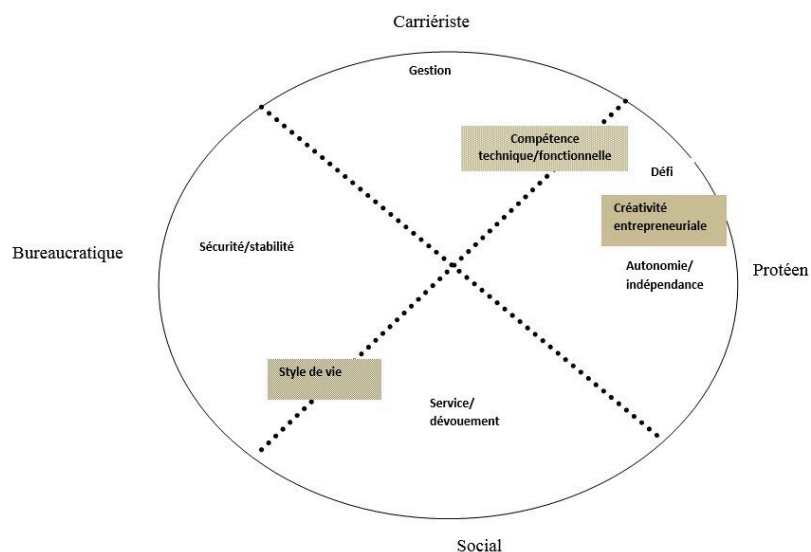 Carriériste
Gestion
Compétence
technique/fonctionnelle
Défi
Créativité
entrepreneuriale
Bureaucratique
Sécurité/stabilité
Autonomie/
indépendance
Protéen
Style de vie
Service/
dévouement
Social